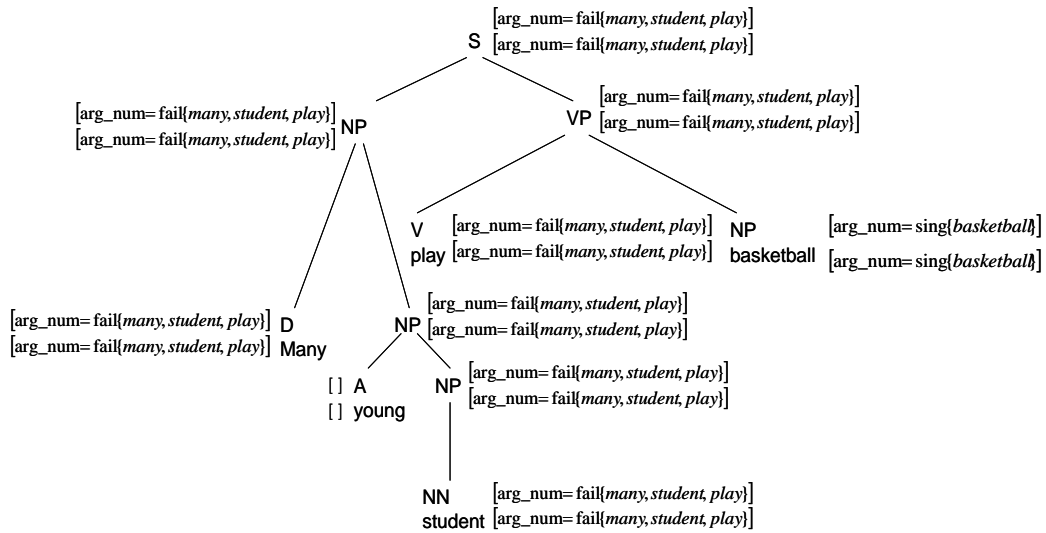 [arg_num= fail{many, student, play}]
S [arg_num= fail{many, student, play}]
[arg_num= fail{many, student, play}] NP
[arg_num= fail{many, student, play}]
[arg_num= fail{many, student, play}]
VP [arg_num= fail{many, student, play}]
V [arg_num= fail{many, student, play}]
play [arg_num= fail{many, student, play}]
NP [arg_num= sing{basketball}]
basketball [arg_num= sing{basketball}]
[arg_num= fail{many, student, play}] D
[arg_num= fail{many, student, play}] Many
[arg_num= fail{many, student, play}]
NP [arg_num= fail{many, student, play}]
[ ] A
[ ] young
NP [arg_num= fail{many, student, play}]
[arg_num= fail{many, student, play}]
NN [arg_num= fail{many, student, play}]
student [arg_num= fail{many, student, play}]